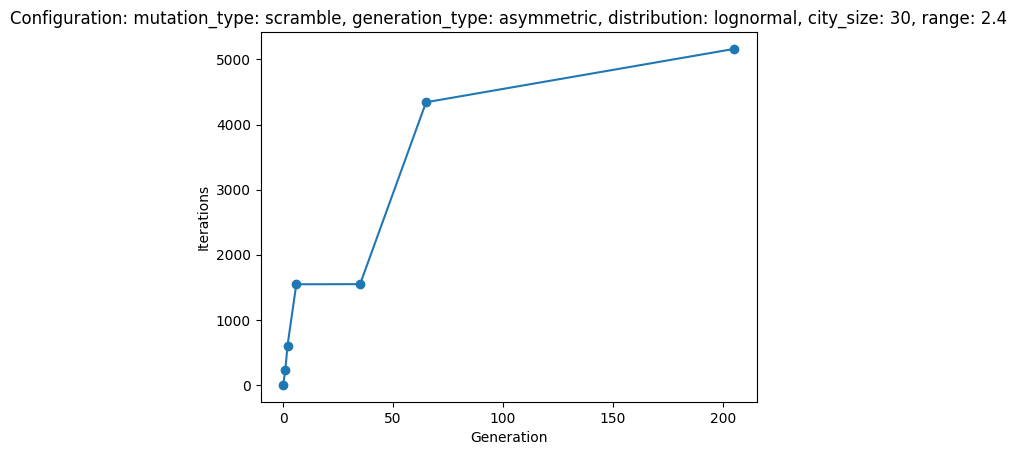 Configuration: mutation_type: scramble, generation_type: asymmetric, distribution: lognormal, city_size: 30, range: 2.4
5000
4000
3000
2000
1000
0
Iterations
0 50 100 150 200
Generation